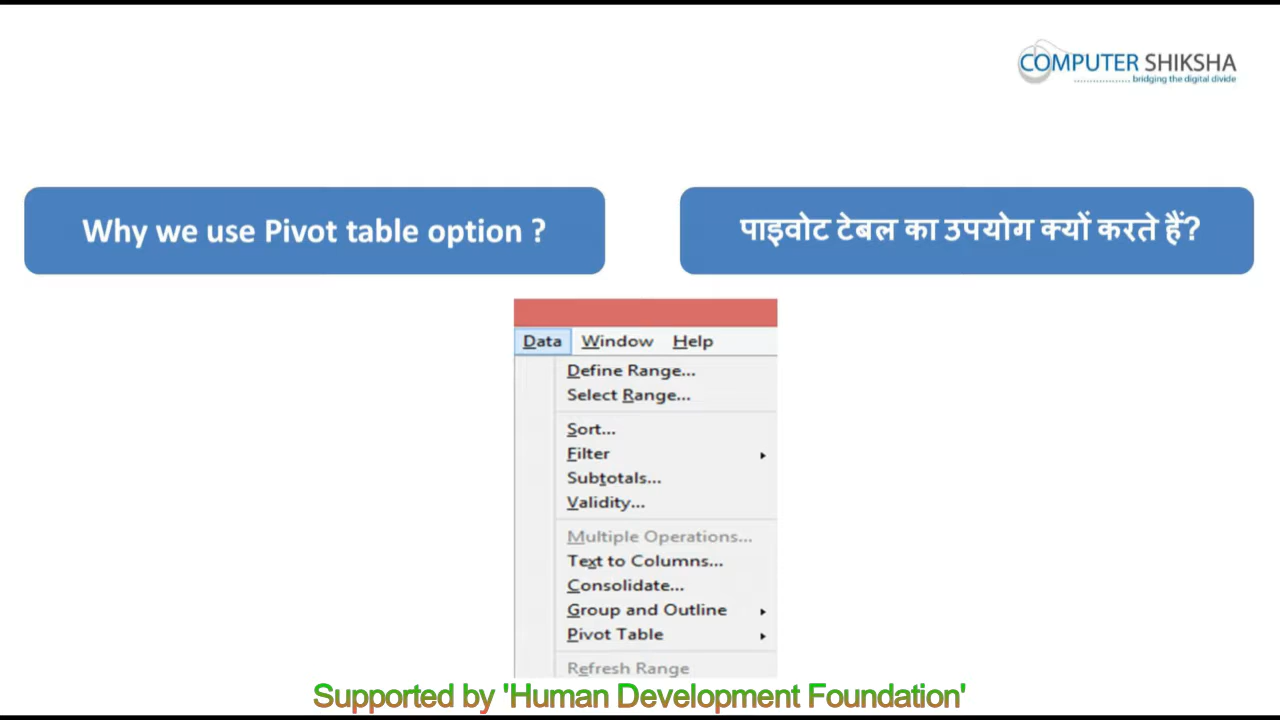 COMPUTER SHIKSHA
bridging the digital divide
Why we use Pivot table option ?
पाइवोट टेबल का उपयोग क्यों करते हैं?
Data Window Help
Define Range...
Select Range...
Sort...
Filter
Subtotals...
Validity...
Multiple Operations...
Text to Columns...
Consolidate...
Group and Outline
Pivot Table
Refresh Range
Supported by 'Human Development Foundation'